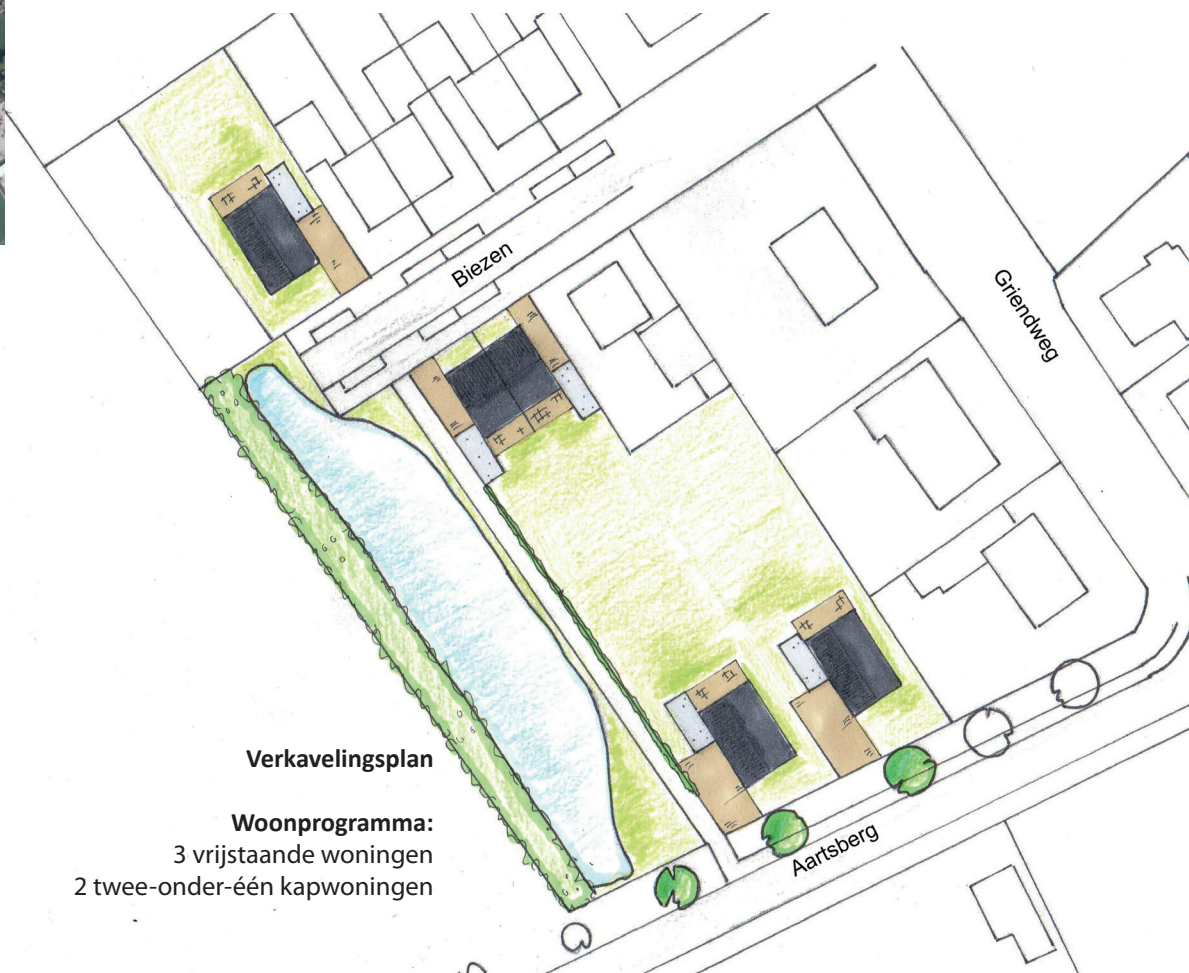 Biezen
Griendweg
Verkavelingsplan
Woonprogramma:
3 vrijstaande woningen
2 twee-onder-één kapwoningen
Aartsberg